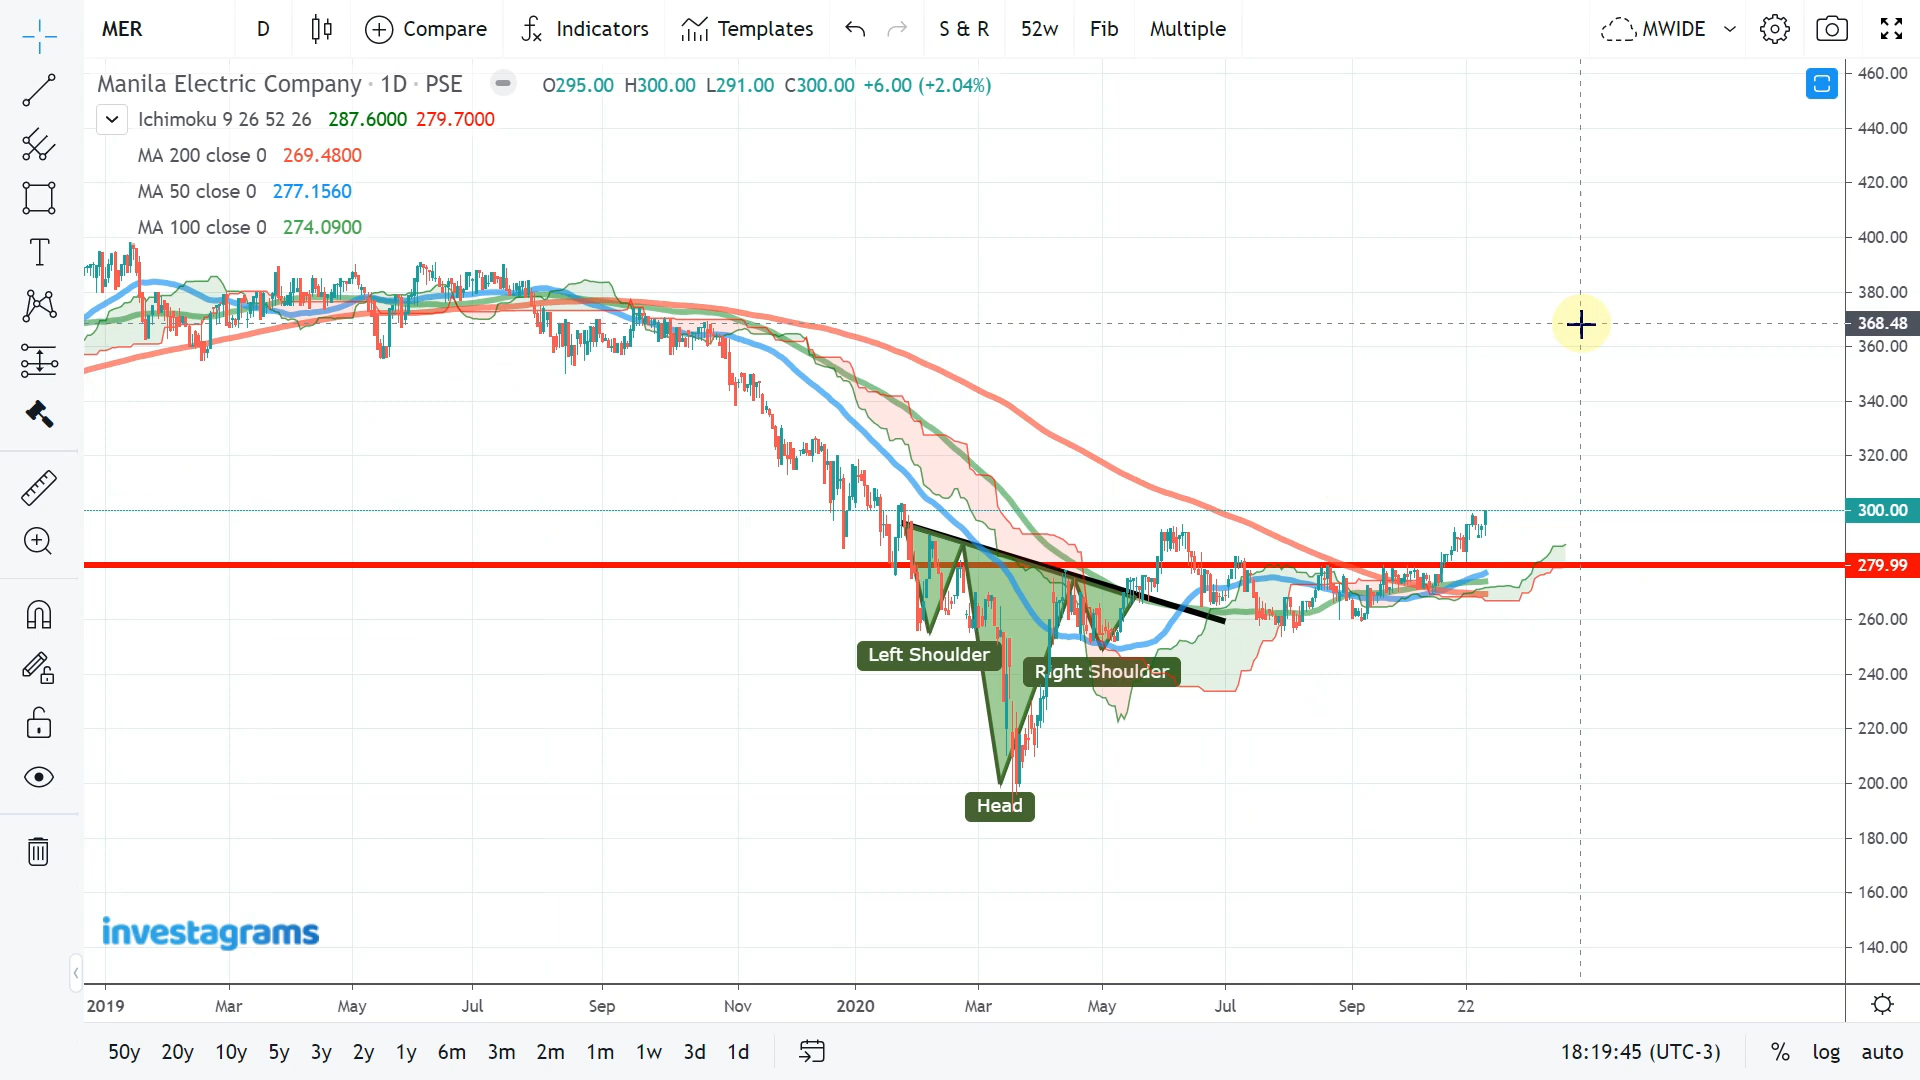 MER D Compare Indicators Templates S & R 52w Fib Multiple MWIDE
Manila Electric Company · 1D · PSE O295.00 H300.00 L291.00 C300.00 +6.00 (+2.04%)
Ichimoku 9 26 52 26 287.6000 279.7000
MA 200 close 0 269.4800
MA 50 close 0 277.1560
MA 100 close 0 274.0900
460.00
440.00
420.00
400.00
380.00
368.48
360.00
340.00
320.00
300.00
279.99
260.00
240.00
220.00
200.00
180.00
160.00
140.00
Left Shoulder
Right Shoulder
Head
investagrams
2019 Mar May Jul Sep Nov 2020 Mar May Jul Sep 22
50y 20y 10y 5y 3y 2y 1y 6m 3m 2m 1m 1w 3d 1d 18:19:45 (UTC-3) % log auto